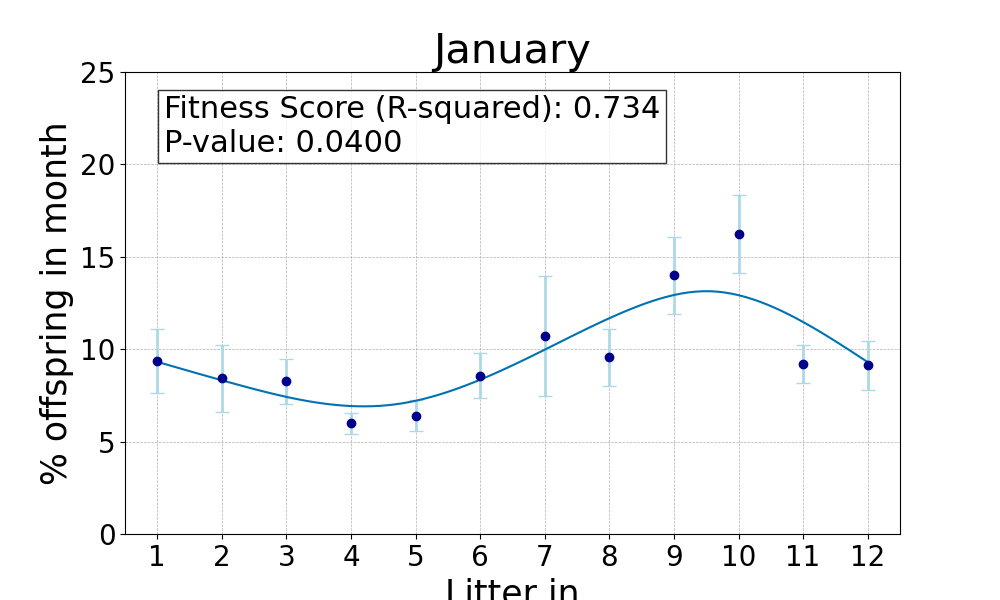 January
Fitness Score (R-squared): 0.734
P-value: 0.0400
% offspring in month
25
20
15
10
5
0
1 2 3 4 5 6 7 8 9 10 11 12
Litter in